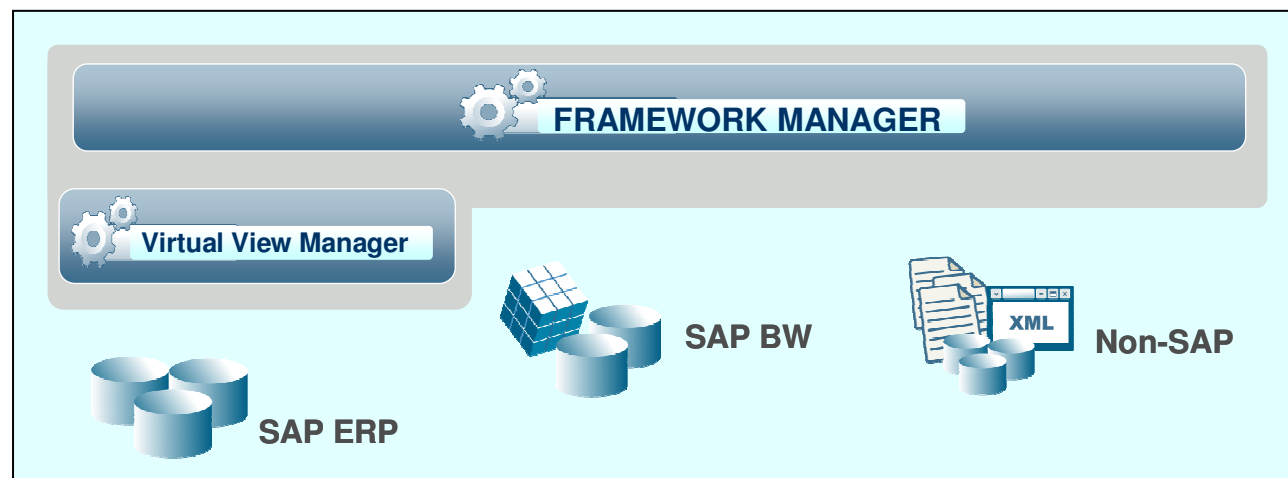 FRAMEWORK MANAGER
Virtual View Manager
SAP BW
XML
Non-SAP
SAP ERP